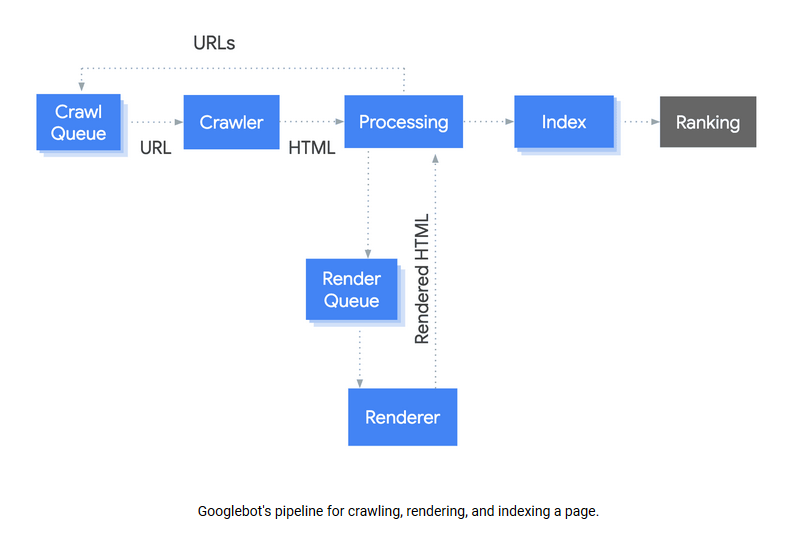 URLs
Crawl
Queue
URL
Crawler
HTML
Processing
Index
Ranking
Render
Queue
Rendered HTML
Renderer
Googlebot's pipeline for crawling, rendering, and indexing a page.